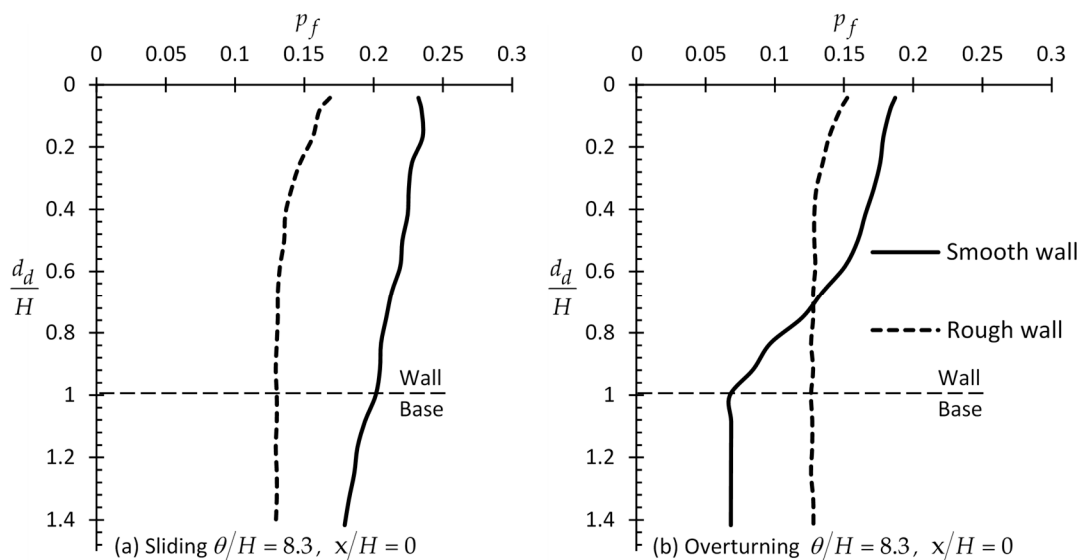 p_f
0 0.05 0.1 0.15 0.2 0.25 0.3
0
0.2
0.4
0.6
0.8
1
1.2
1.4
d_d
H
Wall
Base
(a) Sliding θ/H = 8.3, x/H = 0
p_f
0 0.05 0.1 0.15 0.2 0.25 0.3
0
0.2
0.4
0.6
0.8
1
1.2
1.4
d_d
H
Smooth wall
Rough wall
Wall
Base
(b) Overturning θ/H = 8.3, x/H = 0